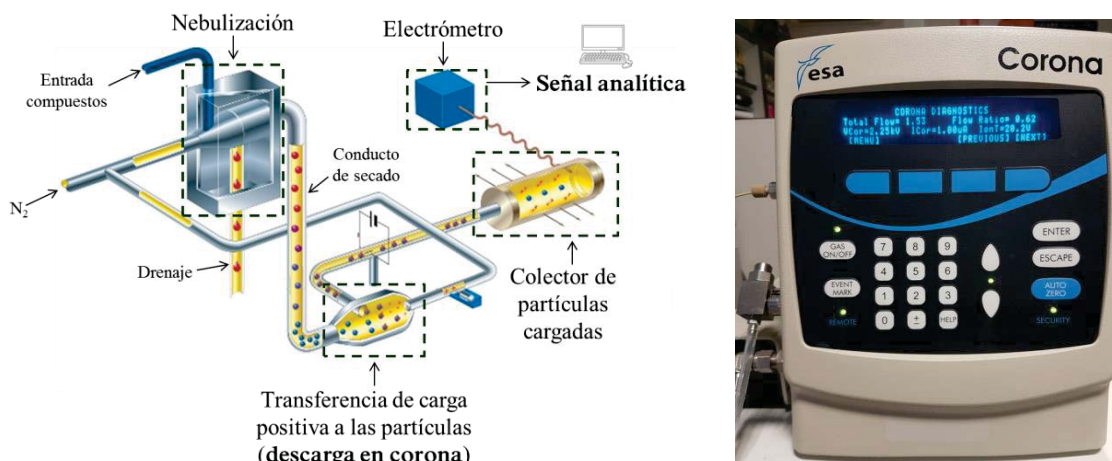 Nebulización
Entrada
compuestos
Electrómetro
Señal analítica
Conducto
de secado
N2
Drenaje
Colector de
partículas
cargadas
Transferencia de carga
positiva a las partículas
(descarga en corona)
esa
Corona
CORONA DIAGNOSTICS
Total Flow= 1.53 Flow Ratio= 0.62
VCor=2.25kV ICor=1.00uA IonT=20.2V
[MENU] [PREVIOUS] [NEXT]
GAS
ON/OFF
7 8 9
ENTER
4 5 6
ESCAPE
EVENT
MARK
1 2 3
AUTO
ZERO
0 ± HELP
REMOTE
SECURITY